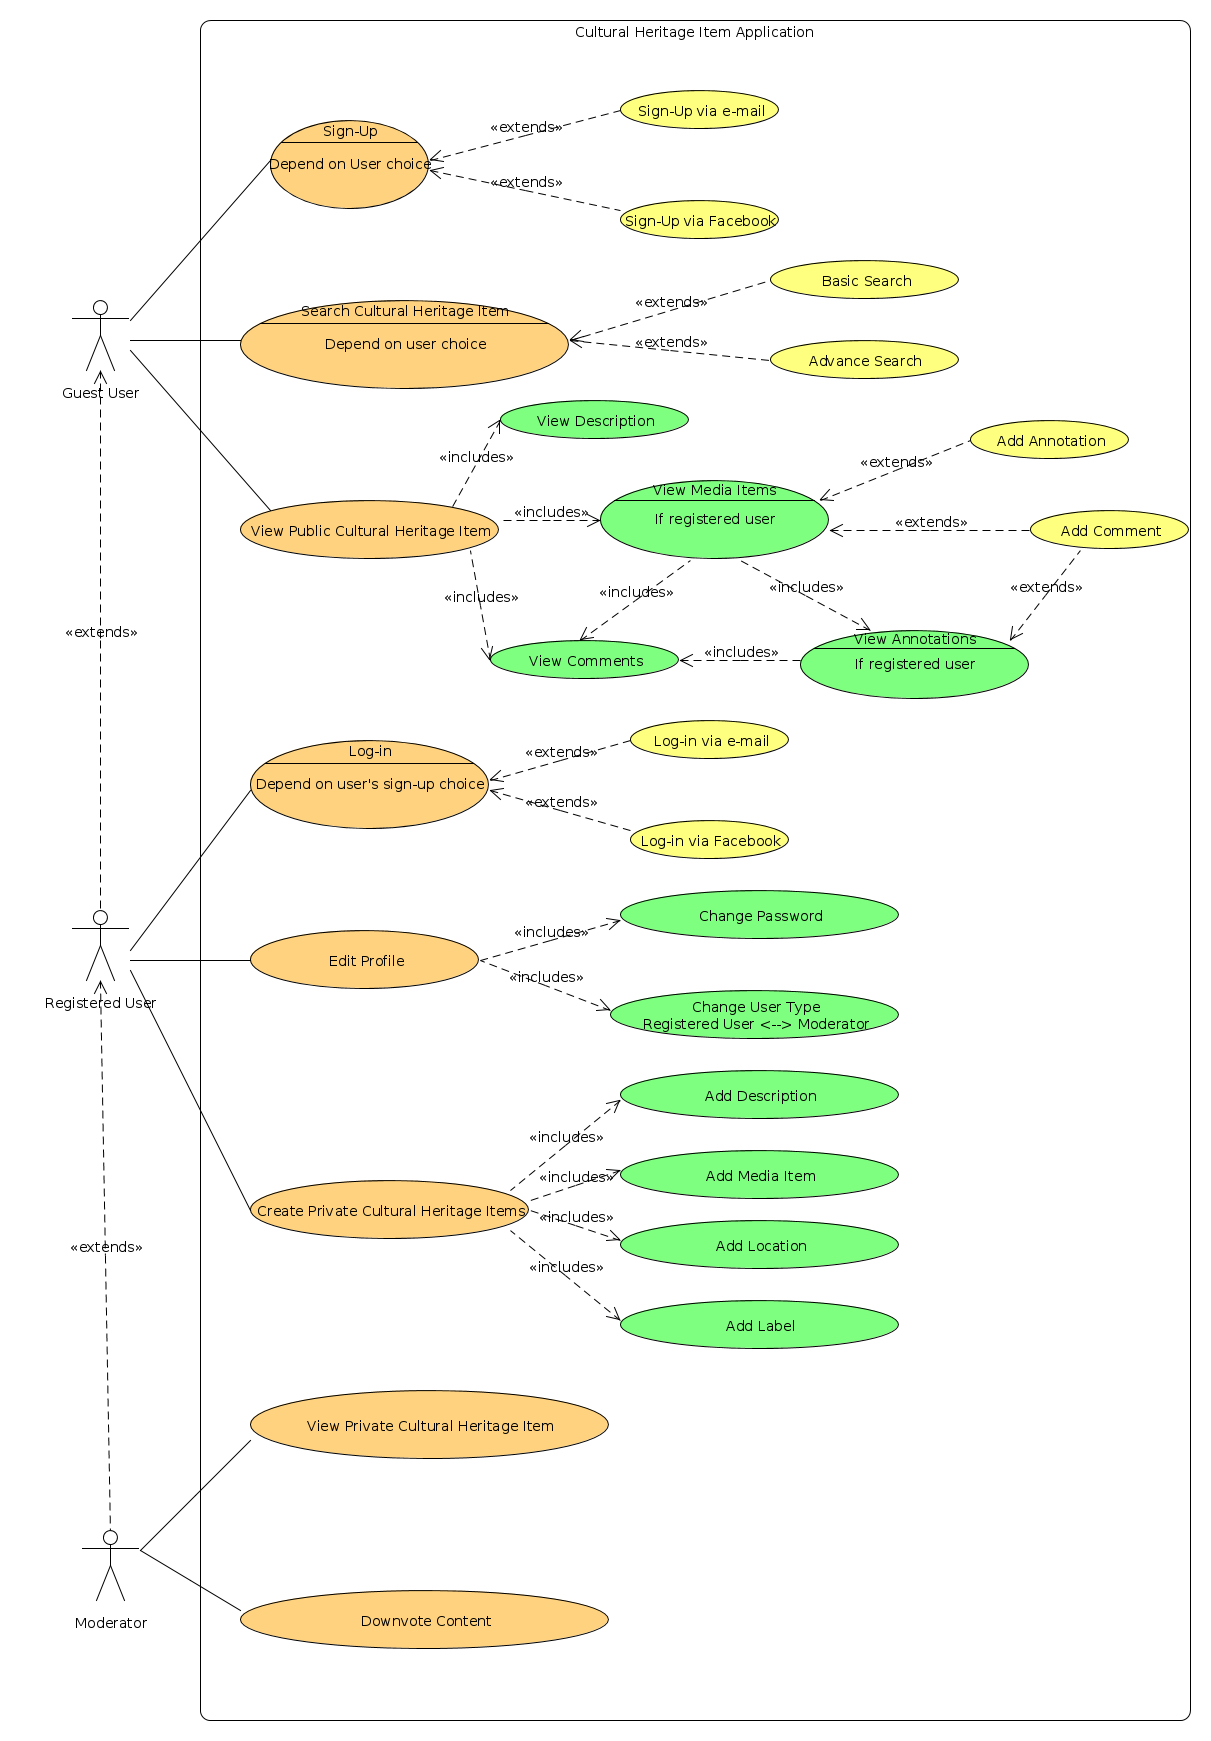 Cultural Heritage Item Application
Sign-Up via e-mail
«extends»
Sign-Up
Depend on User choice
«extends»
Sign-Up via Facebook
Basic Search
«extends»
Search Cultural Heritage Item
Depend on user choice
«extends»
Advance Search
Guest User
View Description
«includes»
Add Annotation
«extends»
View Media Items
If registered user
«includes»
View Public Cultural Heritage Item
«extends»
Add Comment
«includes»
«includes»
«includes»
«extends»
«extends»
View Annotations
If registered user
«includes»
View Comments
Log-in via e-mail
«extends»
Log-in
Depend on user's sign-up choice
«extends»
Log-in via Facebook
Change Password
«includes»
Edit Profile
«includes»
Registered User
Change User Type
Registered User <--> Moderator
Add Description
«includes»
Add Media Item
«includes»
Create Private Cultural Heritage Items
«includes»
Add Location
«extends»
«includes»
Add Label
View Private Cultural Heritage Item
Moderator
Downvote Content